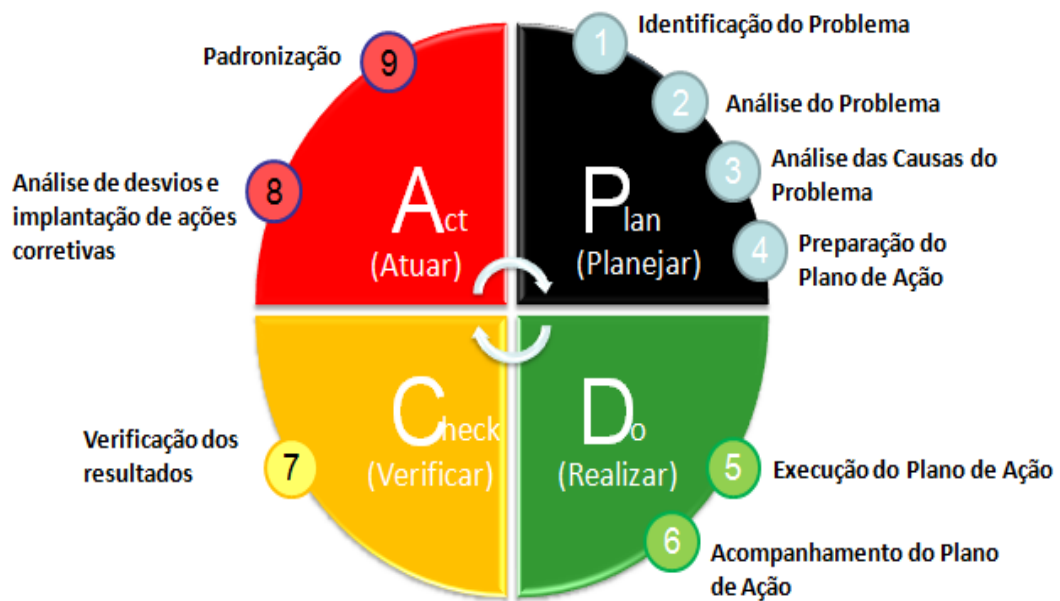 1
Identificação do Problema
2
Análise do Problema
3
Análise das Causas do
Problema
4
Preparação do
Plano de Ação
Plan
(Planejar)
5
Execução do Plano de Ação
6
Acompanhamento do Plano
de Ação
Do
(Realizar)
7
Verificação dos
resultados
Check
(Verificar)
8
Análise de desvios e
implantação de ações
corretivas
9
Padronização
Act
(Atuar)